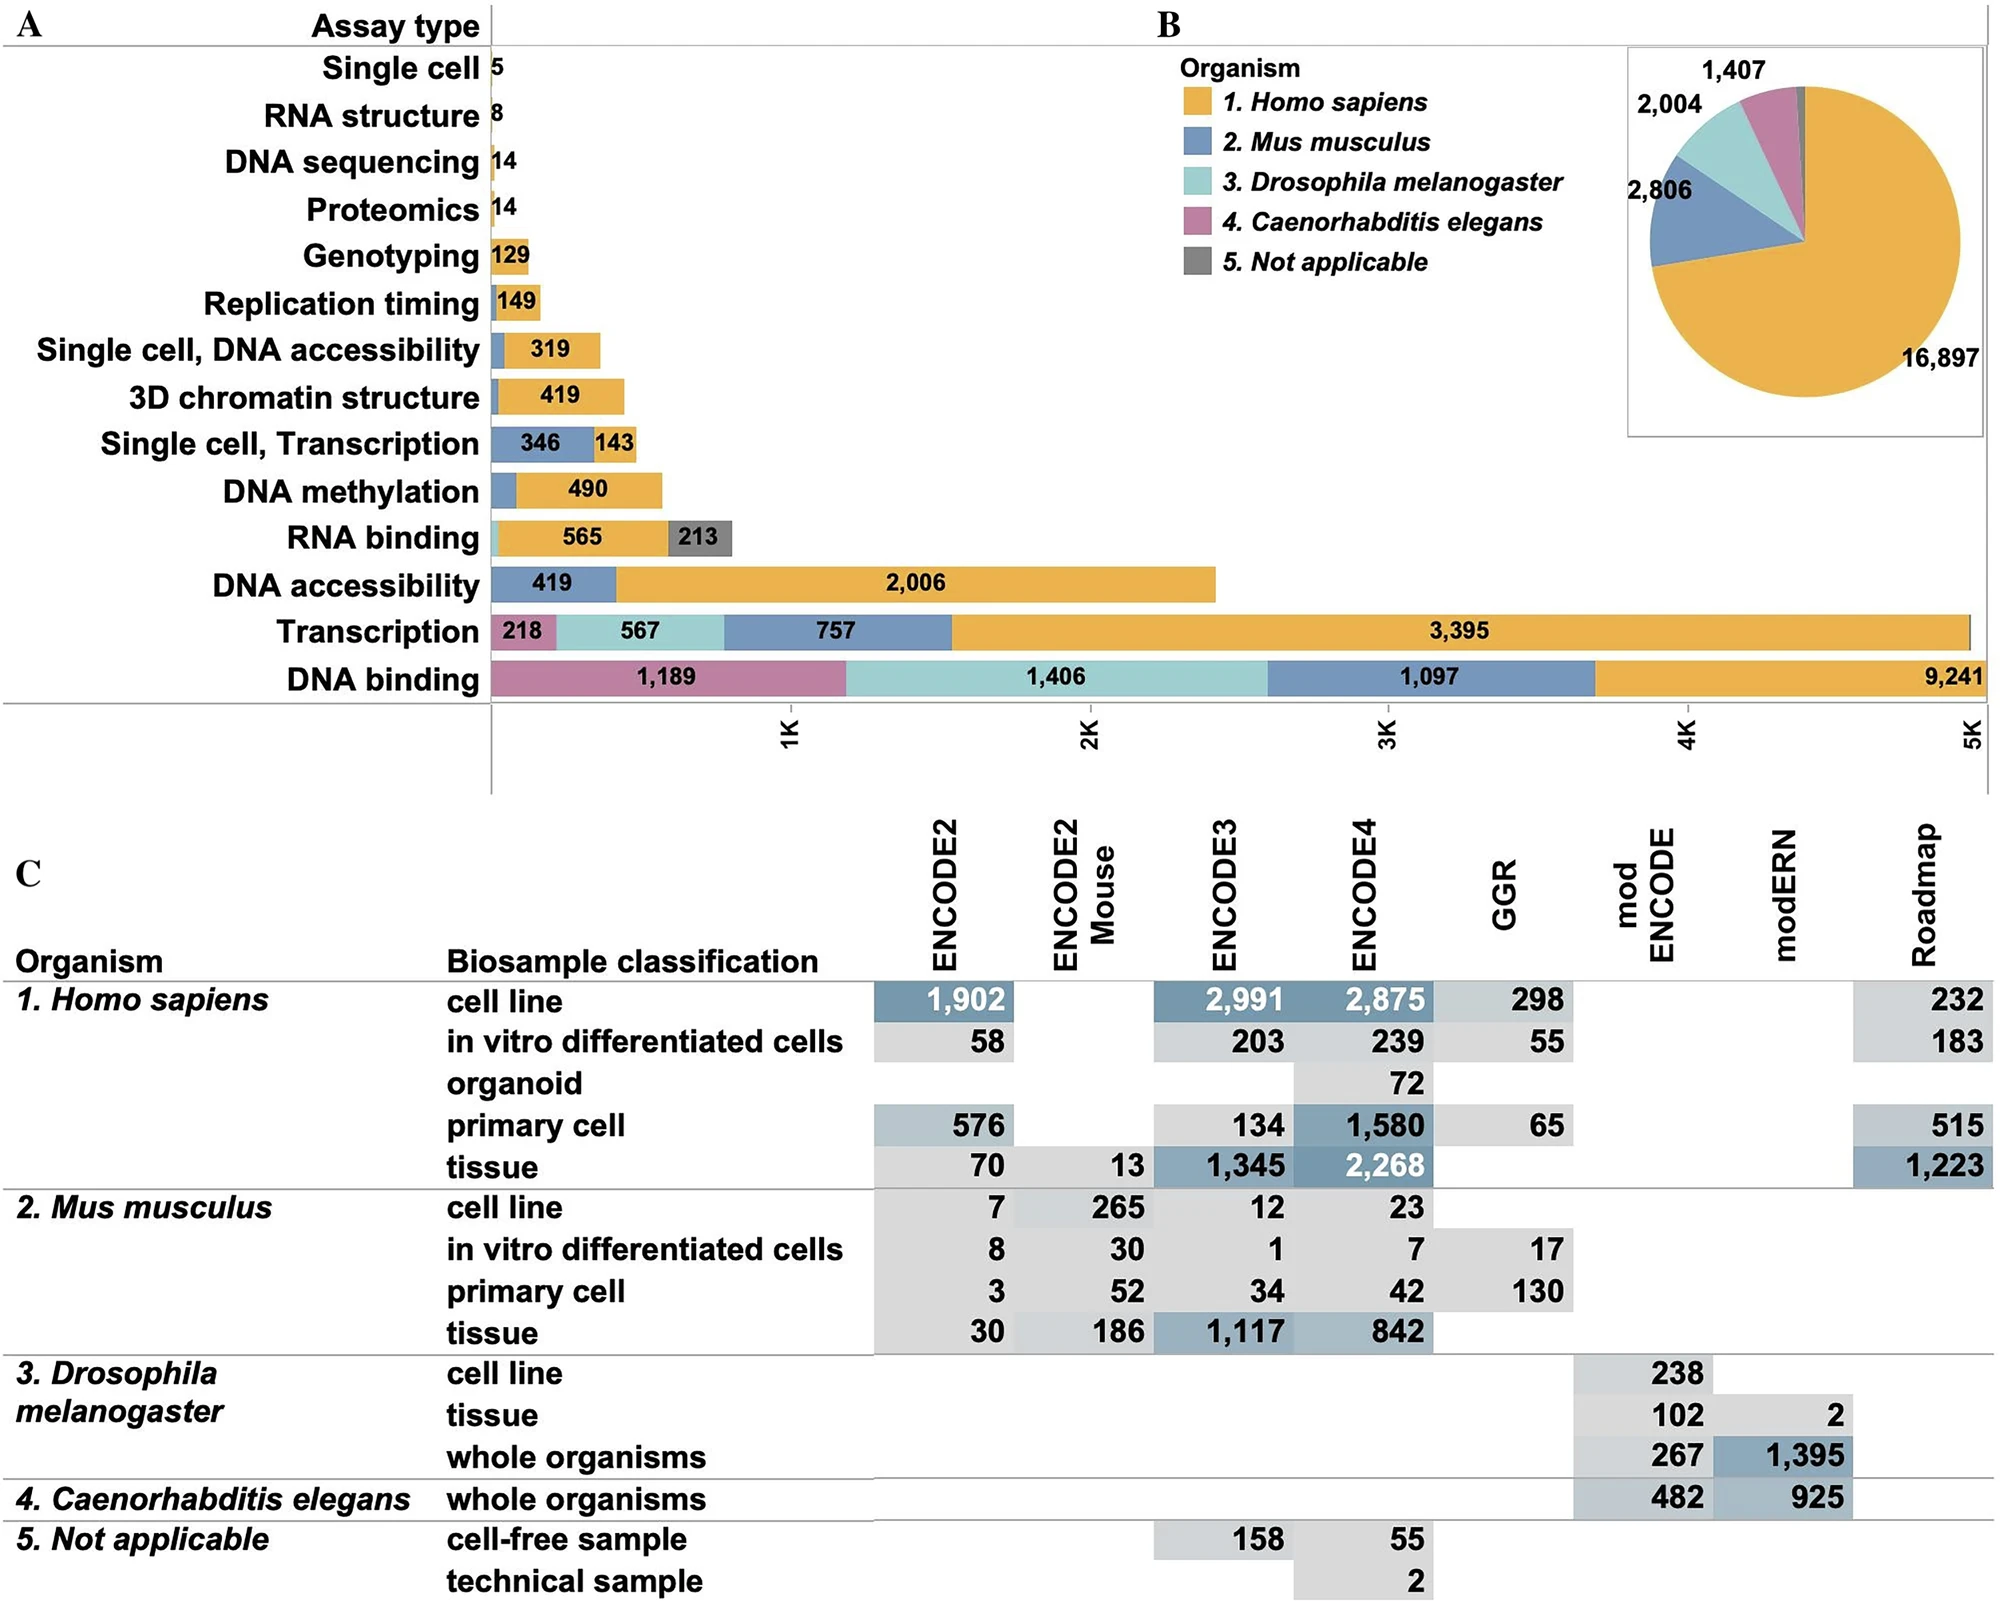 A
Assay type
Single cell 5
RNA structure 8
DNA sequencing 14
Proteomics 14
Genotyping 129
Replication timing 149
Single cell, DNA accessibility 319
3D chromatin structure 419
Single cell, Transcription 346 143
DNA methylation 490
RNA binding 565 213
DNA accessibility 419 2,006
Transcription 218 567 757 3,395
DNA binding 1,189 1,406 1,097 9,241
1K 2K 3K 4K 5K
B
Organism
1. Homo sapiens
2. Mus musculus
3. Drosophila melanogaster
4. Caenorhabditis elegans
5. Not applicable
1,407
2,004
2,806
16,897
C
Organism Biosample classification ENCODE2 ENCODE2 Mouse ENCODE3 ENCODE4 GGR mod ENCODE modERN Roadmap
1. Homo sapiens cell line 1,902 2,991 2,875 298 232
in vitro differentiated cells 58 203 239 55 183
organoid 72
primary cell 576 134 1,580 65 515
tissue 70 13 1,345 2,268 1,223
2. Mus musculus cell line 7 265 12 23
in vitro differentiated cells 8 30 1 7 17
primary cell 3 52 34 42 130
tissue 30 186 1,117 842
3. Drosophila cell line 238
melanogaster tissue 102 2
whole organisms 267 1,395
4. Caenorhabditis elegans whole organisms 482 925
5. Not applicable cell-free sample 158 55
technical sample 2